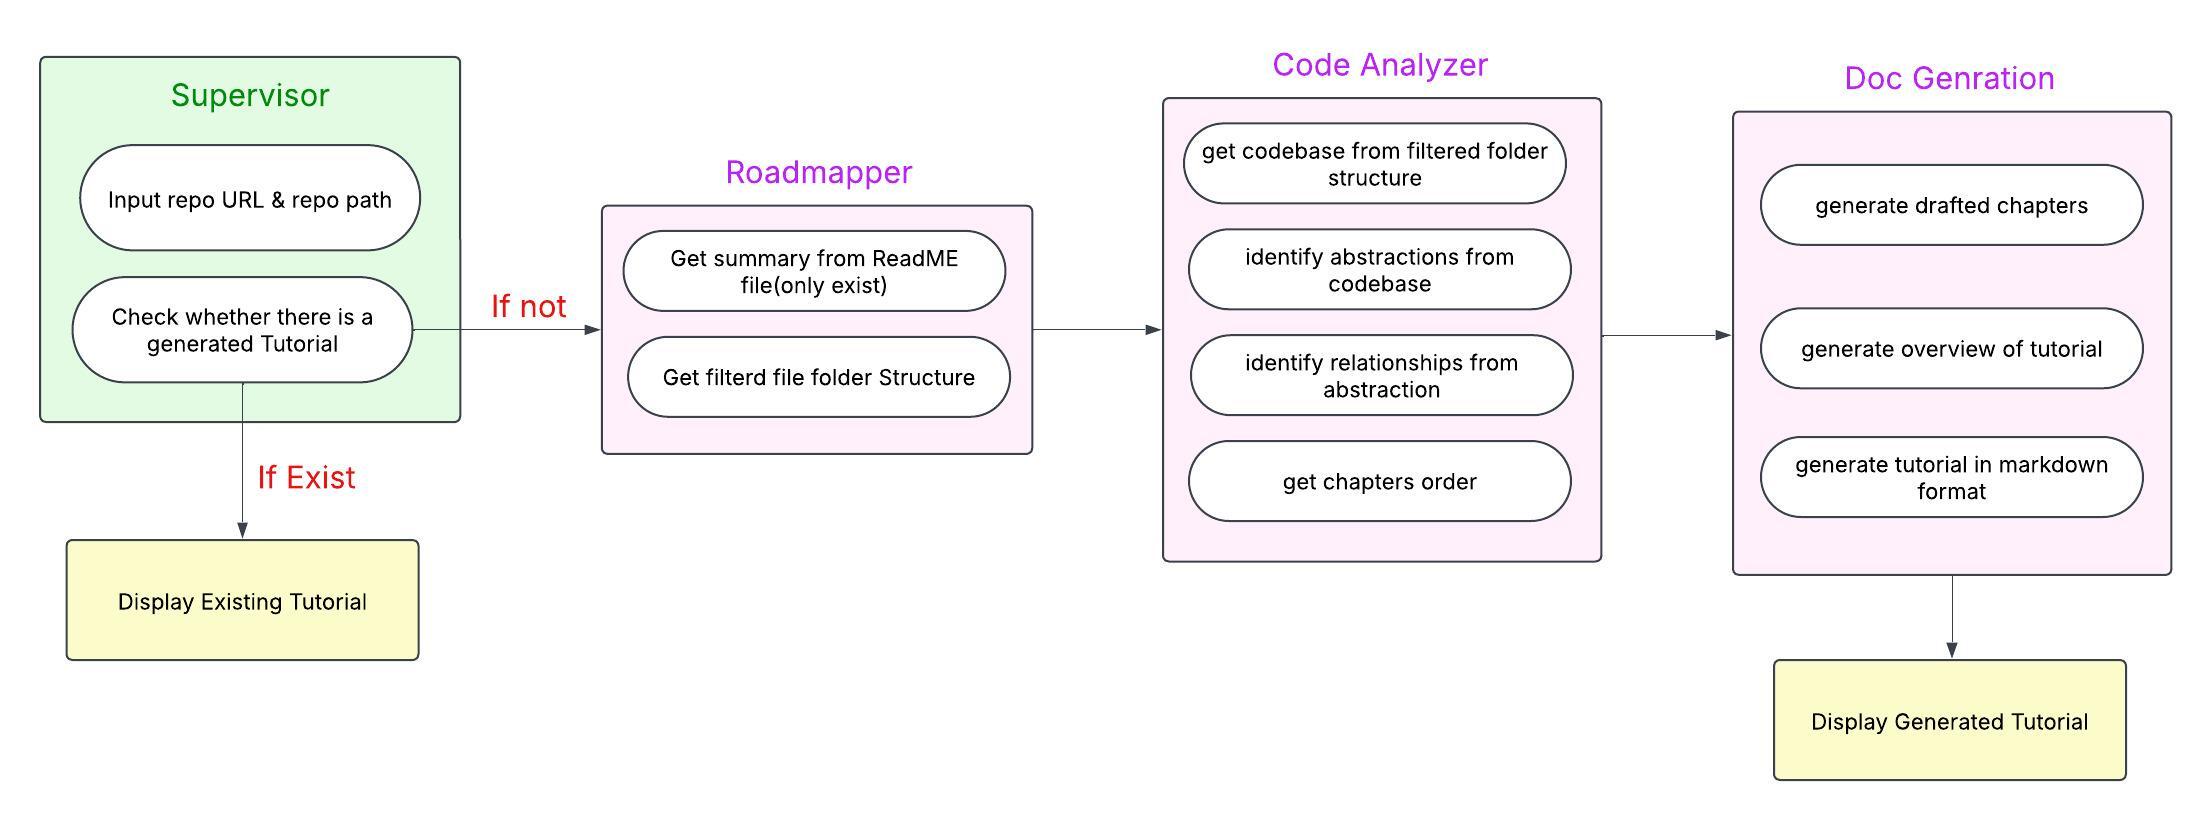 Supervisor
Input repo URL & repo path
Check whether there is a
generated Tutorial
If not
If Exist
Display Existing Tutorial
Roadmapper
Get summary from ReadME
file(only exist)
Get filterd file folder Structure
Code Analyzer
get codebase from filtered folder
structure
identify abstractions from
codebase
identify relationships from
abstraction
get chapters order
Doc Genration
generate drafted chapters
generate overview of tutorial
generate tutorial in markdown
format
Display Generated Tutorial